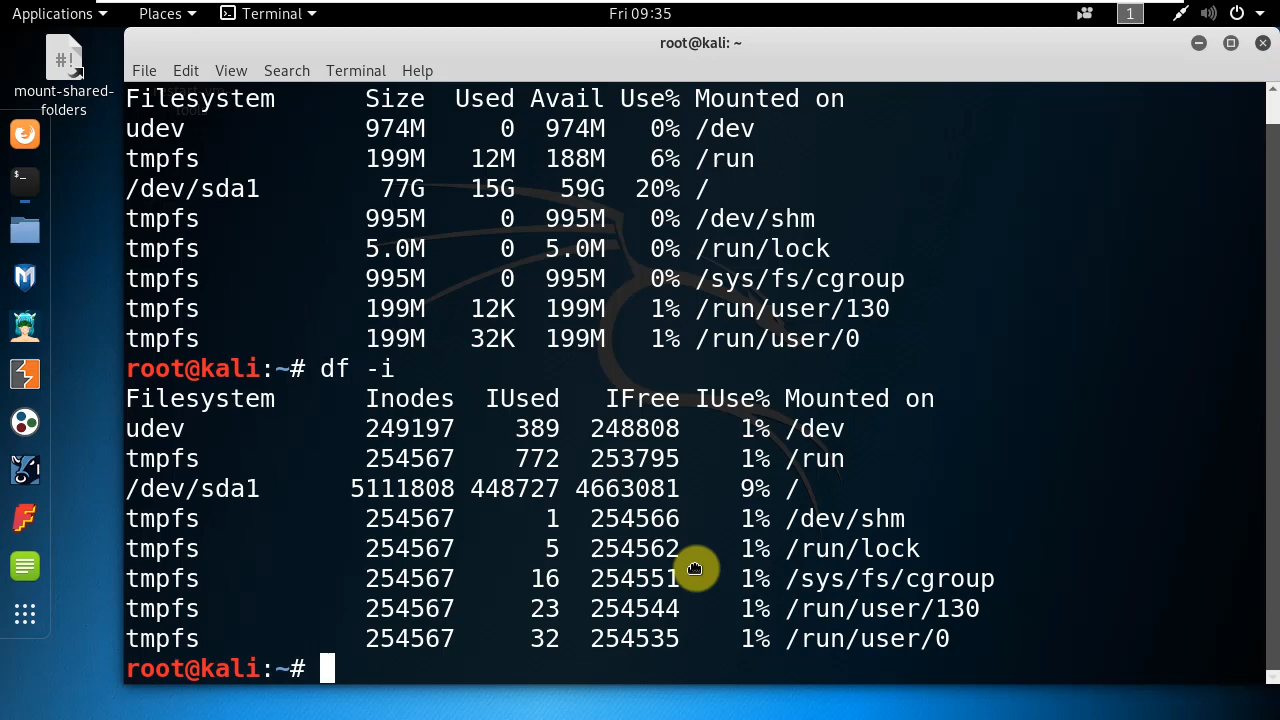 Applications Places Terminal Fri 09:35 1
root@kali: ~
#!
mount-shared-
folders
File Edit View Search Terminal Help
Filesystem Size Used Avail Use% Mounted on
udev 974M 0 974M 0% /dev
tmpfs 199M 12M 188M 6% /run
/dev/sda1 77G 15G 59G 20% /
tmpfs 995M 0 995M 0% /dev/shm
tmpfs 5.0M 0 5.0M 0% /run/lock
tmpfs 995M 0 995M 0% /sys/fs/cgroup
tmpfs 199M 12K 199M 1% /run/user/130
tmpfs 199M 32K 199M 1% /run/user/0
root@kali:~# df -i
Filesystem Inodes IUsed IFree IUse% Mounted on
udev 249197 389 248808 1% /dev
tmpfs 254567 772 253795 1% /run
/dev/sda1 5111808 448727 4663081 9% /
tmpfs 254567 1 254566 1% /dev/shm
tmpfs 254567 5 254562 1% /run/lock
tmpfs 254567 16 254551 1% /sys/fs/cgroup
tmpfs 254567 23 254544 1% /run/user/130
tmpfs 254567 32 254535 1% /run/user/0
root@kali:~#